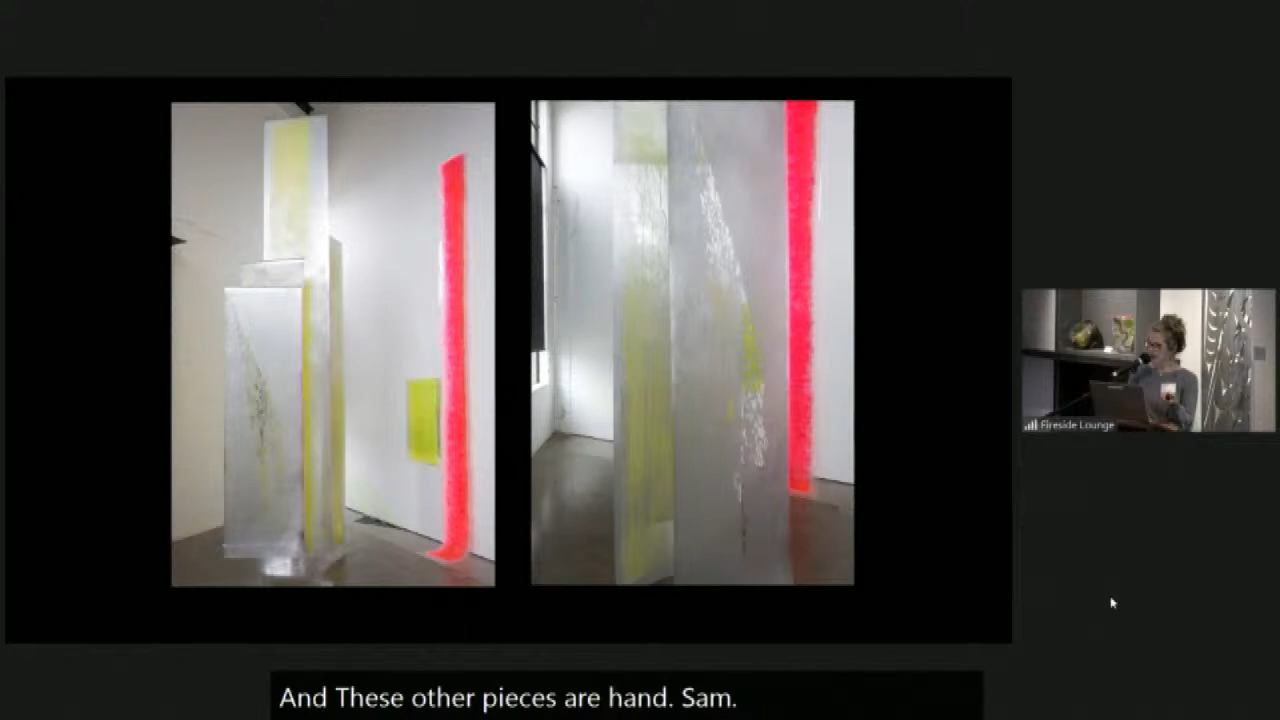 Fireside Lounge
And These other pieces are hand. Sam.